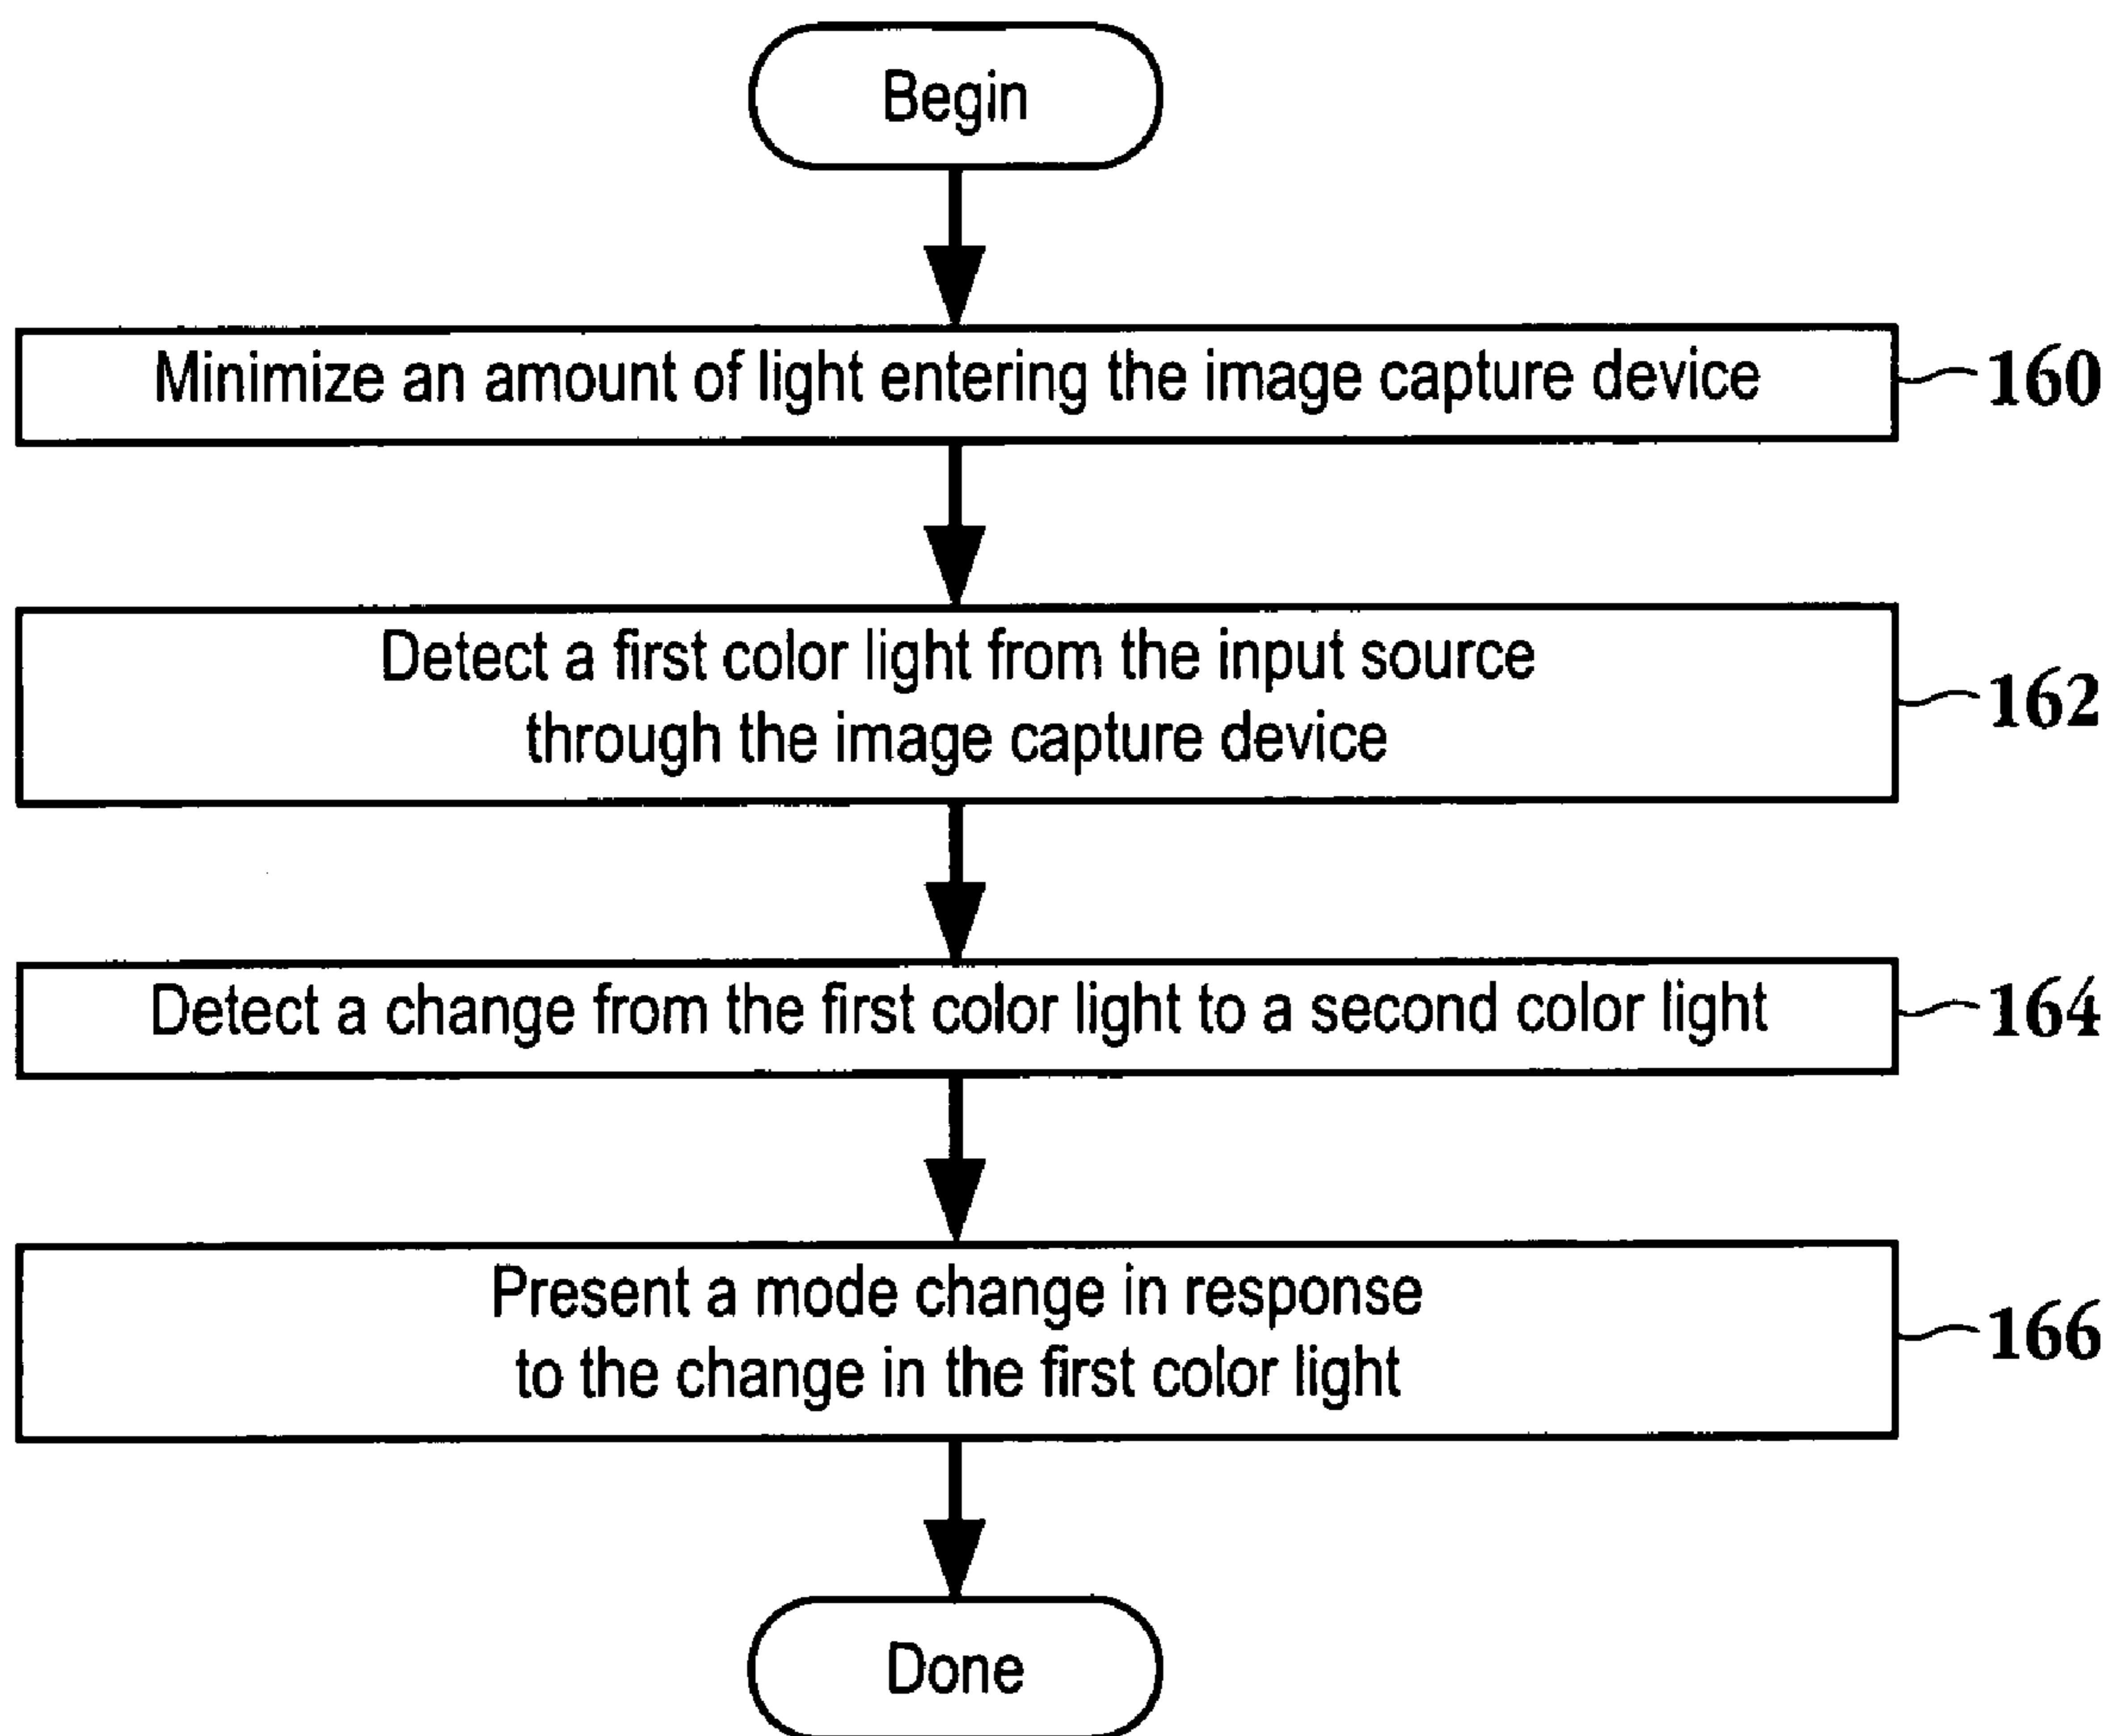 Begin
Minimize an amount of light entering the image capture device
160
Detect a first color light from the input source
through the image capture device
162
Detect a change from the first color light to a second color light
164
Present a mode change in response
to the change in the first color light
166
Done